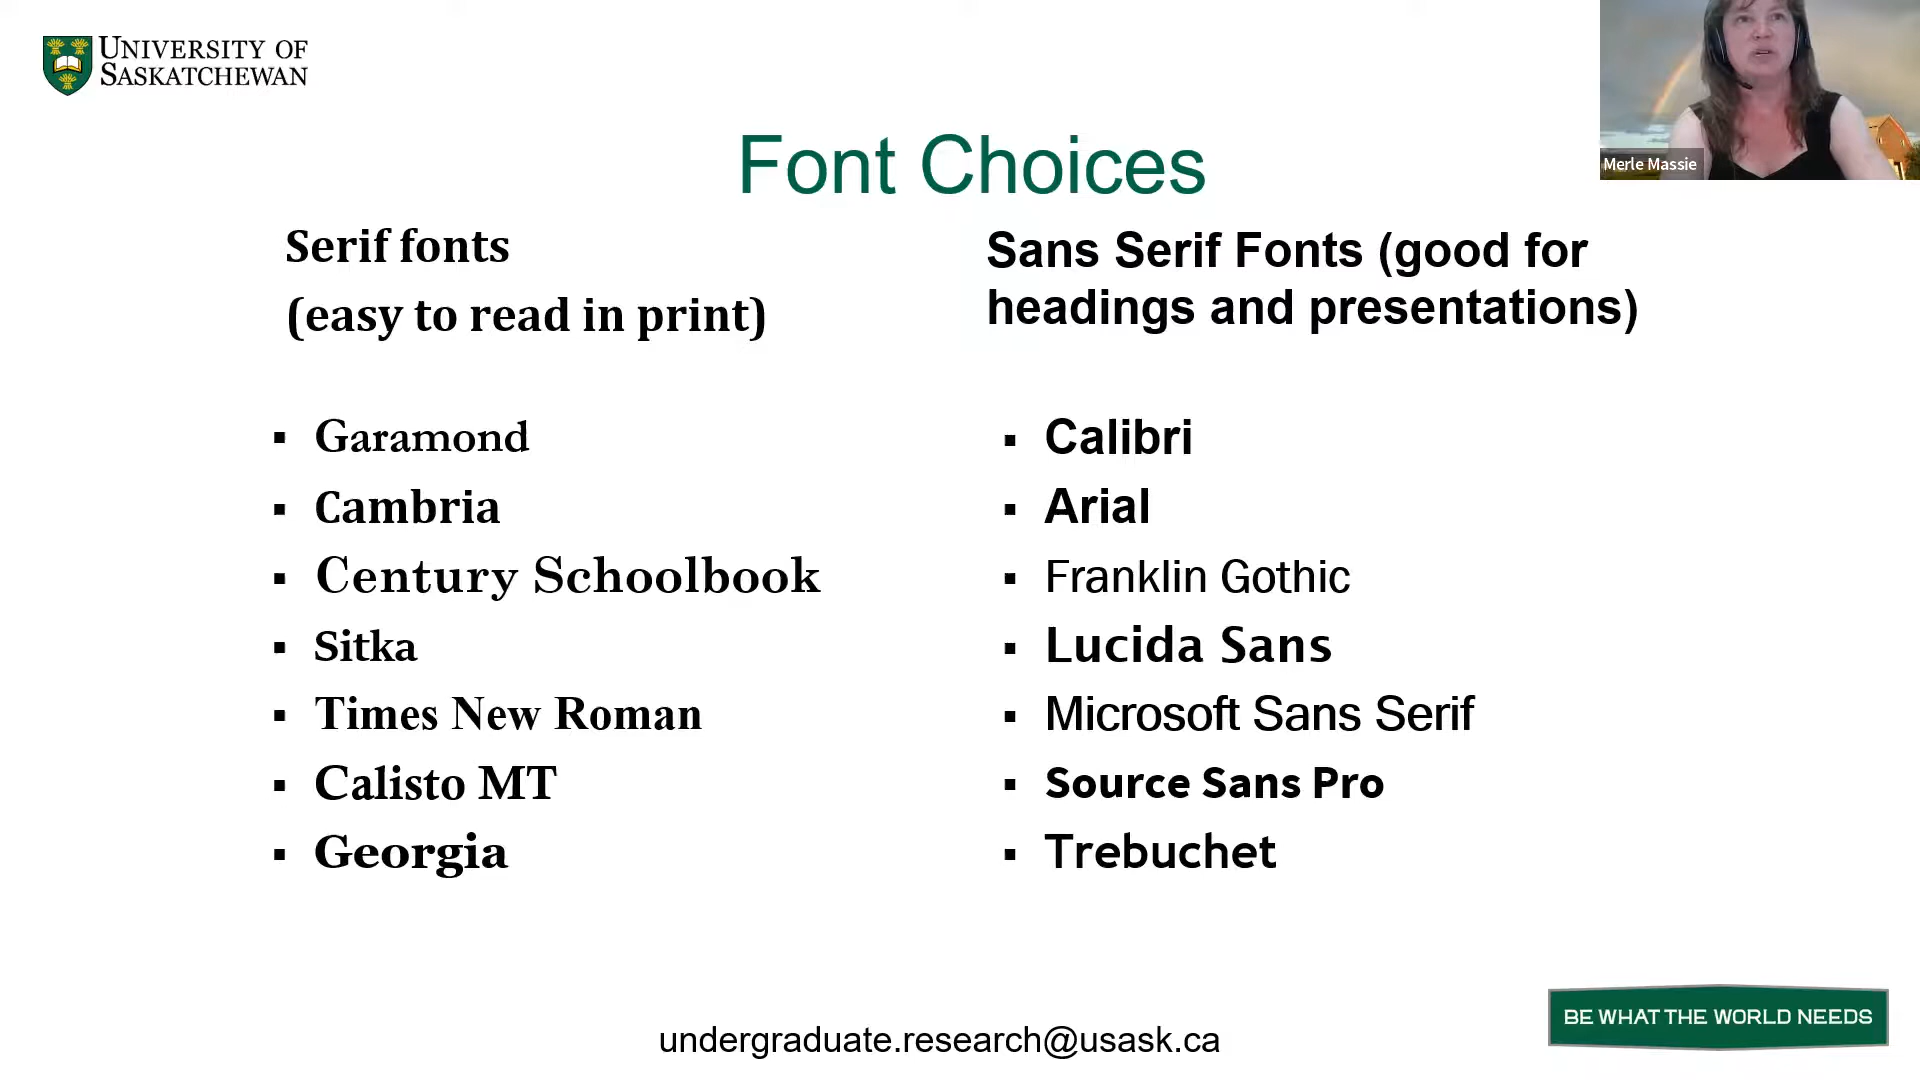 UNIVERSITY OF
SASKATCHEWAN
Merle Massie
Font Choices
Serif fonts
(easy to read in print)
▪ Garamond
▪ Cambria
▪ Century Schoolbook
▪ Sitka
▪ Times New Roman
▪ Calisto MT
▪ Georgia
Sans Serif Fonts (good for
headings and presentations)
▪ Calibri
▪ Arial
▪ Franklin Gothic
▪ Lucida Sans
▪ Microsoft Sans Serif
▪ Source Sans Pro
▪ Trebuchet
undergraduate.research@usask.ca
BE WHAT THE WORLD NEEDS